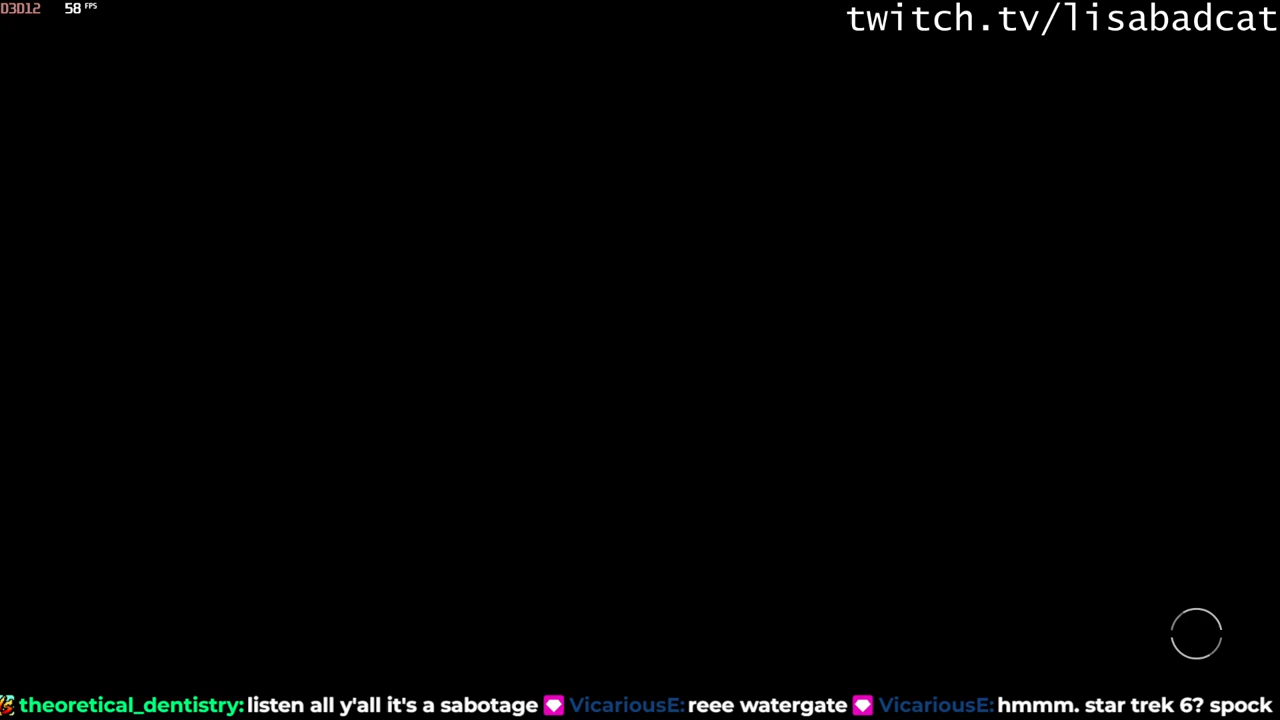 D3D12 58 FPS
twitch.tv/lisabadcat
theoretical_dentistry: listen all y'all it's a sabotage VicariousE: reee watergate VicariousE: hmmm. star trek 6? spock